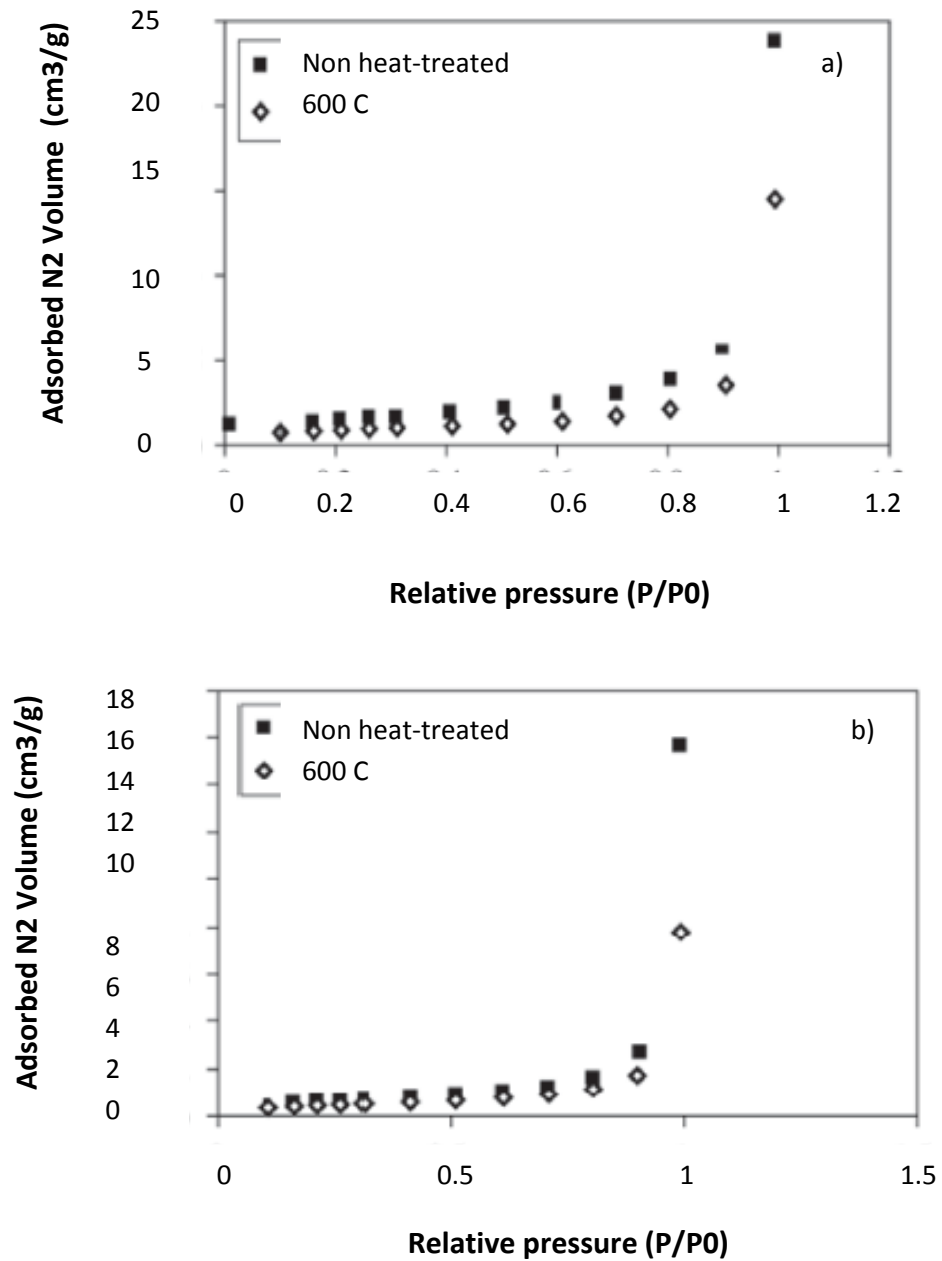 25
20
15
10
5
0
Adsorbed N2 Volume (cm3/g)
Non heat-treated
600 C
a)
0 0.2 0.4 0.6 0.8 1 1.2
Relative pressure (P/P0)
18
16
14
12
10
8
6
4
2
0
Adsorbed N2 Volume (cm3/g)
Non heat-treated
600 C
b)
0 0.5 1 1.5
Relative pressure (P/P0)